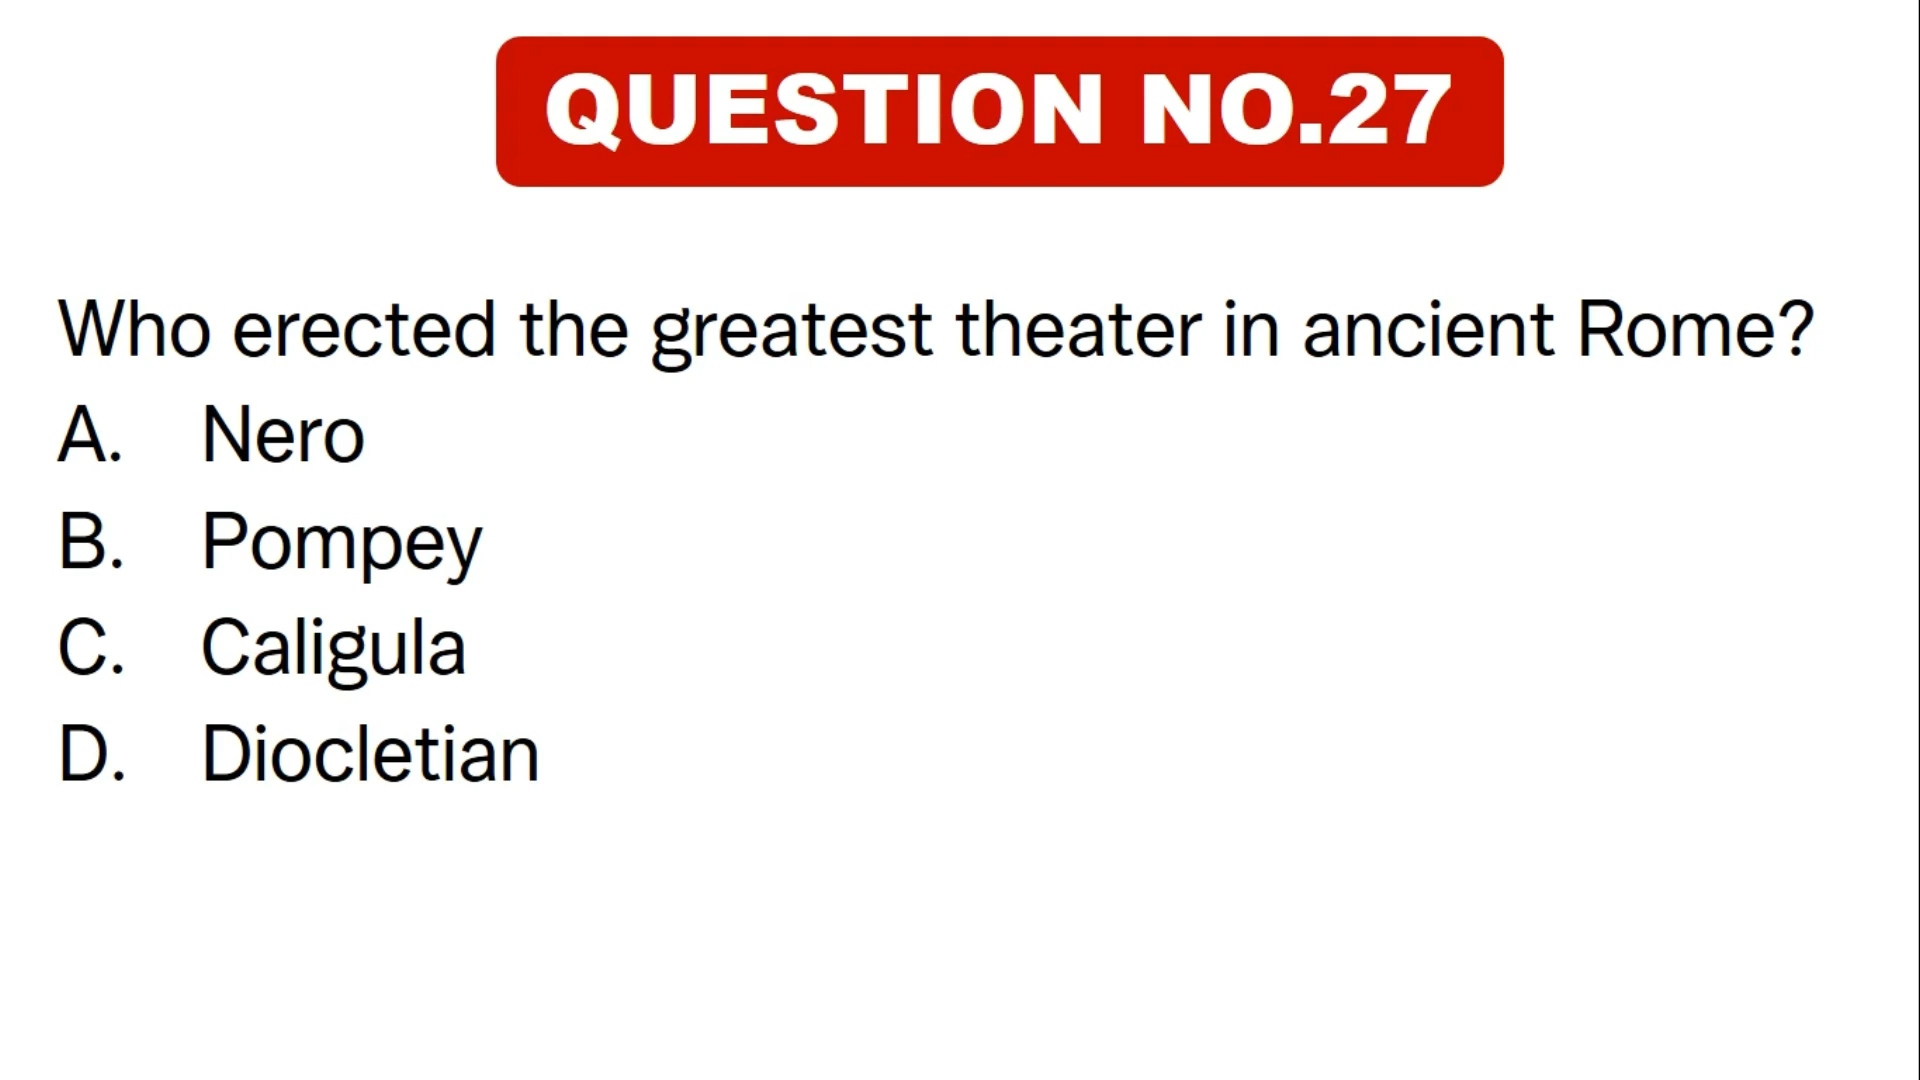 QUESTION NO.27
Who erected the greatest theater in ancient Rome?
A. Nero
B. Pompey
C. Caligula
D. Diocletian